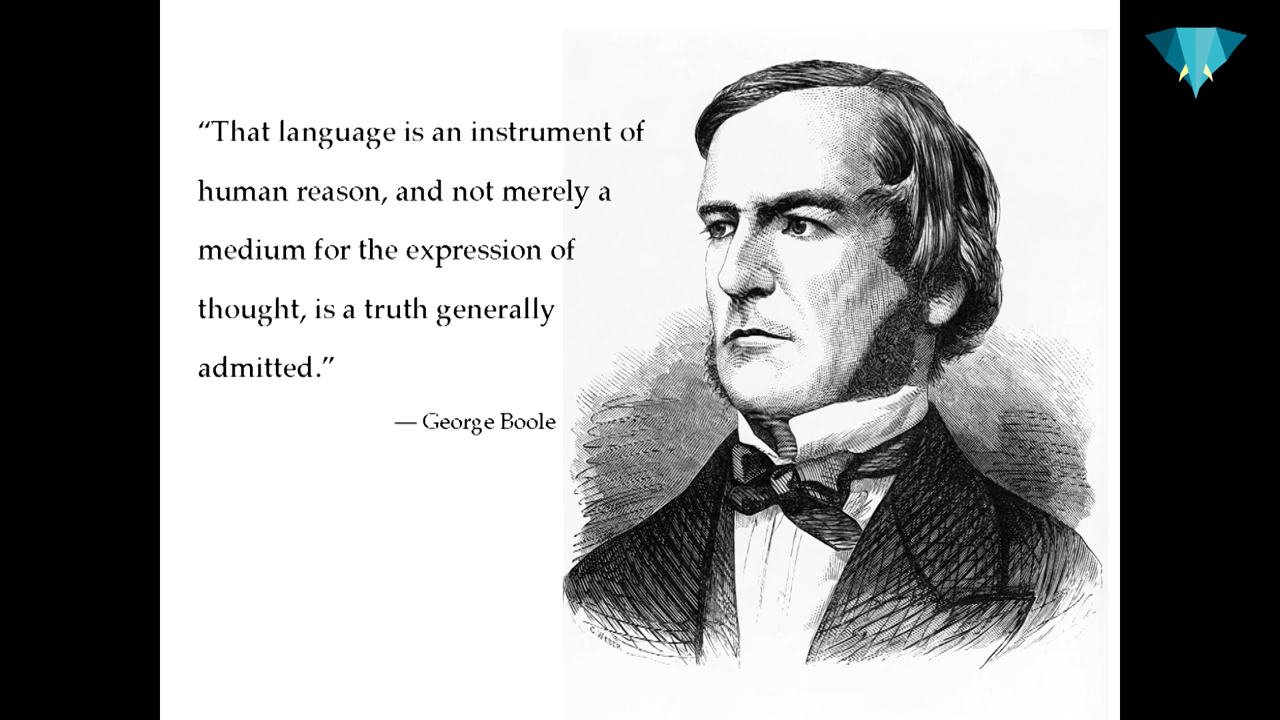 “That language is an instrument of
human reason, and not merely a
medium for the expression of
thought, is a truth generally
admitted.”
— George Boole